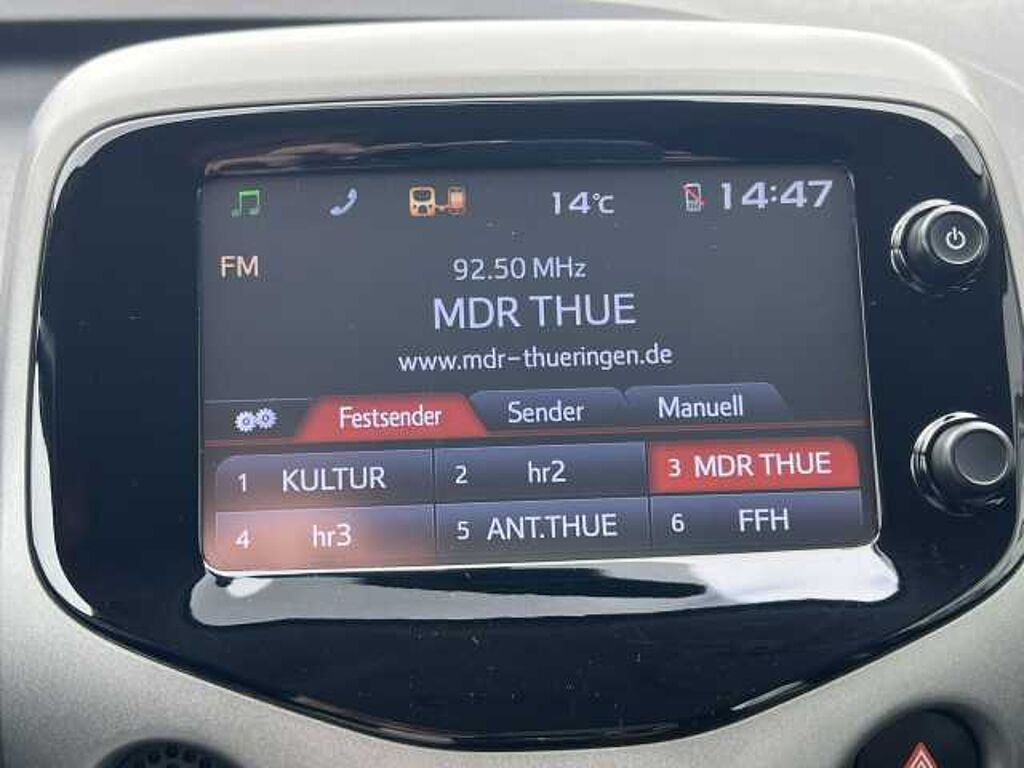 14°C 14:47
FM 92.50 MHz
MDR THUE
www.mdr-thueringen.de
Festsender Sender Manuell
1 KULTUR 2 hr2 3 MDR THUE
4 hr3 5 ANT.THUE 6 FFH